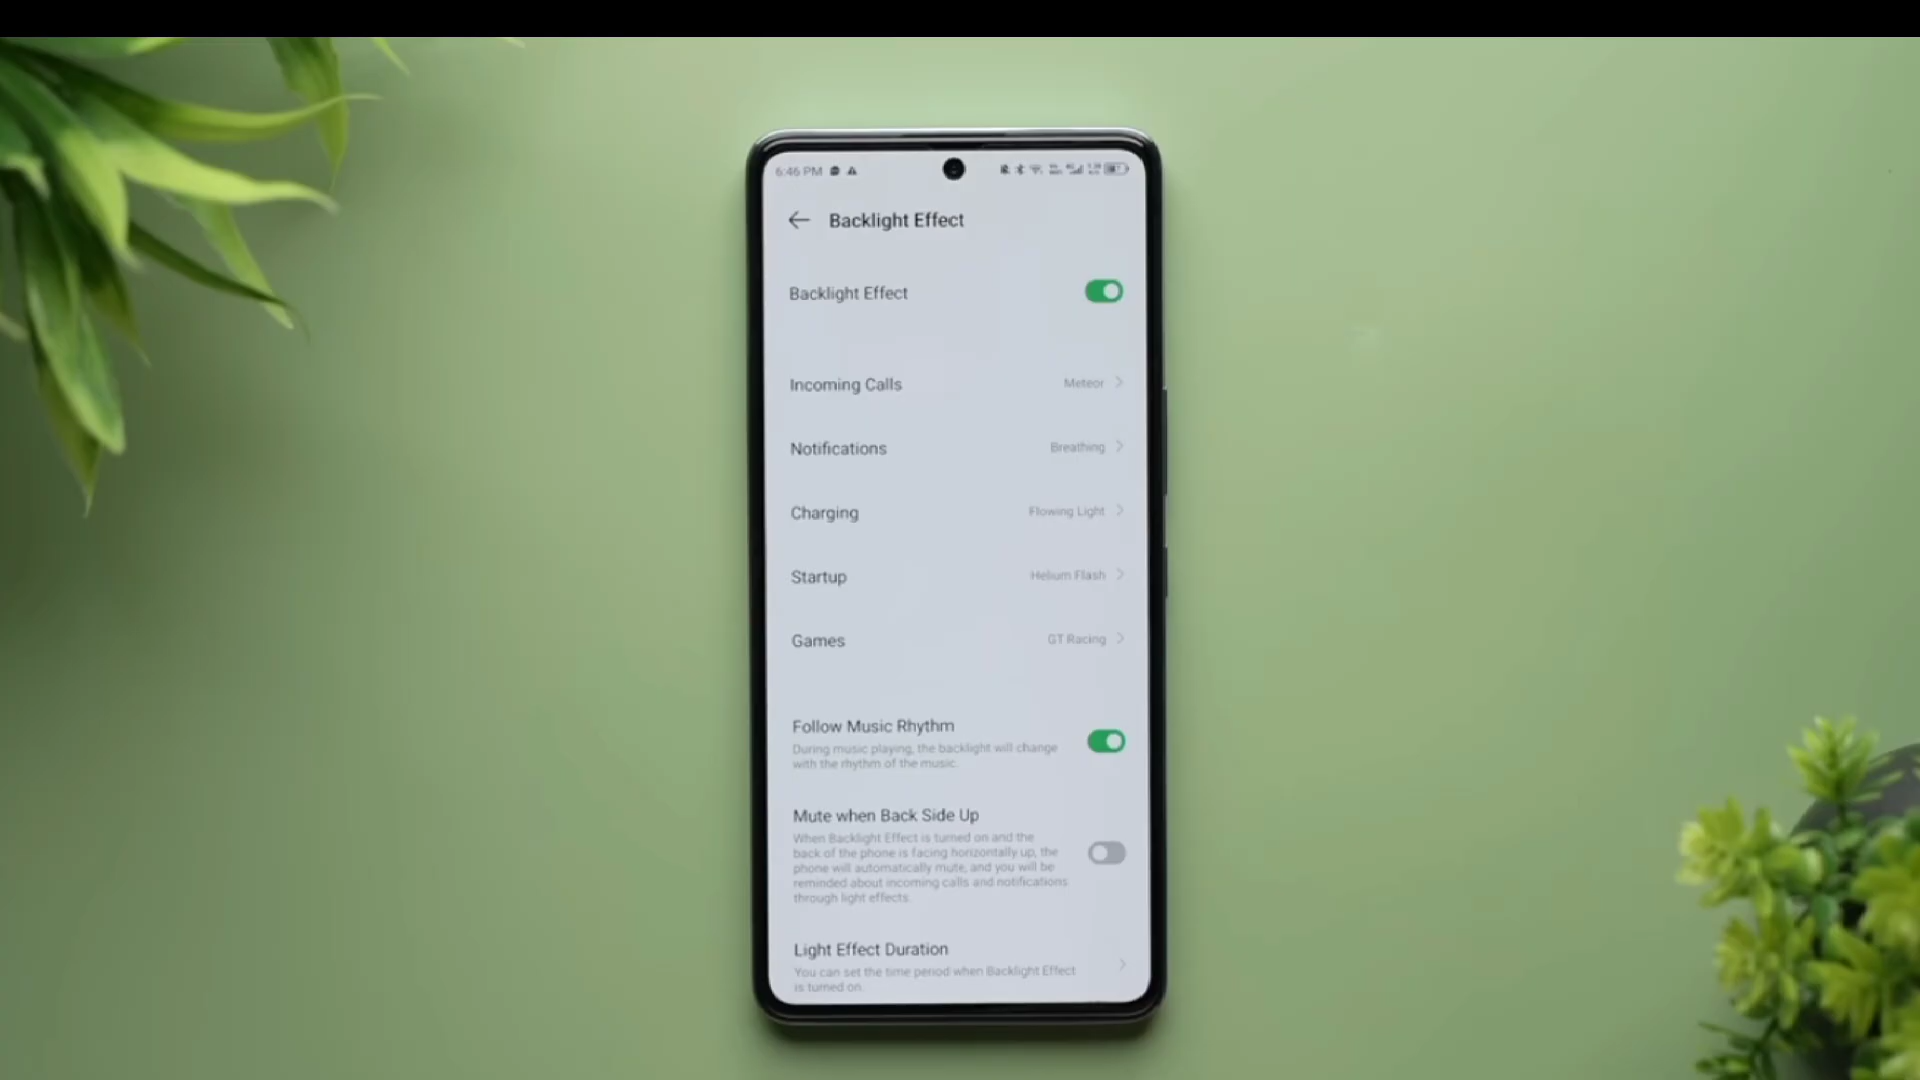 6:46 PM
Backlight Effect
Backlight Effect
Incoming Calls Meteor
Notifications Breathing
Charging Flowing Light
Startup Helium Flash
Games GT Racing
Follow Music Rhythm
During music playing, the backlight will change
with the rhythm of the music.
Mute when Back Side Up
When Backlight Effect is turned on and the
back of the phone is facing horizontally up, the
phone will automatically mute, and you will be
reminded about incoming calls and notifications
through light effects.
Light Effect Duration
You can set the time period when Backlight Effect
is turned on.